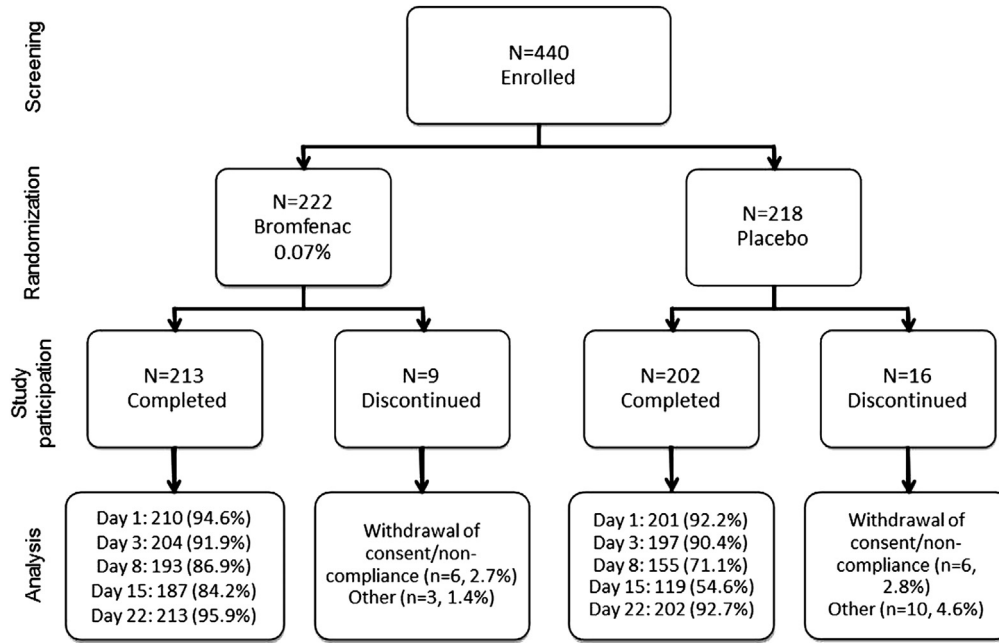 Screening
N=440
Enrolled
Randomization
N=222
Bromfenac
0.07%
N=218
Placebo
Study
participation
N=213
Completed
N=9
Discontinued
N=202
Completed
N=16
Discontinued
Analysis
Day 1: 210 (94.6%)
Day 3: 204 (91.9%)
Day 8: 193 (86.9%)
Day 15: 187 (84.2%)
Day 22: 213 (95.9%)
Withdrawal of
consent/non-
compliance (n=6, 2.7%)
Other (n=3, 1.4%)
Day 1: 201 (92.2%)
Day 3: 197 (90.4%)
Day 8: 155 (71.1%)
Day 15: 119 (54.6%)
Day 22: 202 (92.7%)
Withdrawal of
consent/non-
compliance (n=6,
2.8%)
Other (n=10, 4.6%)